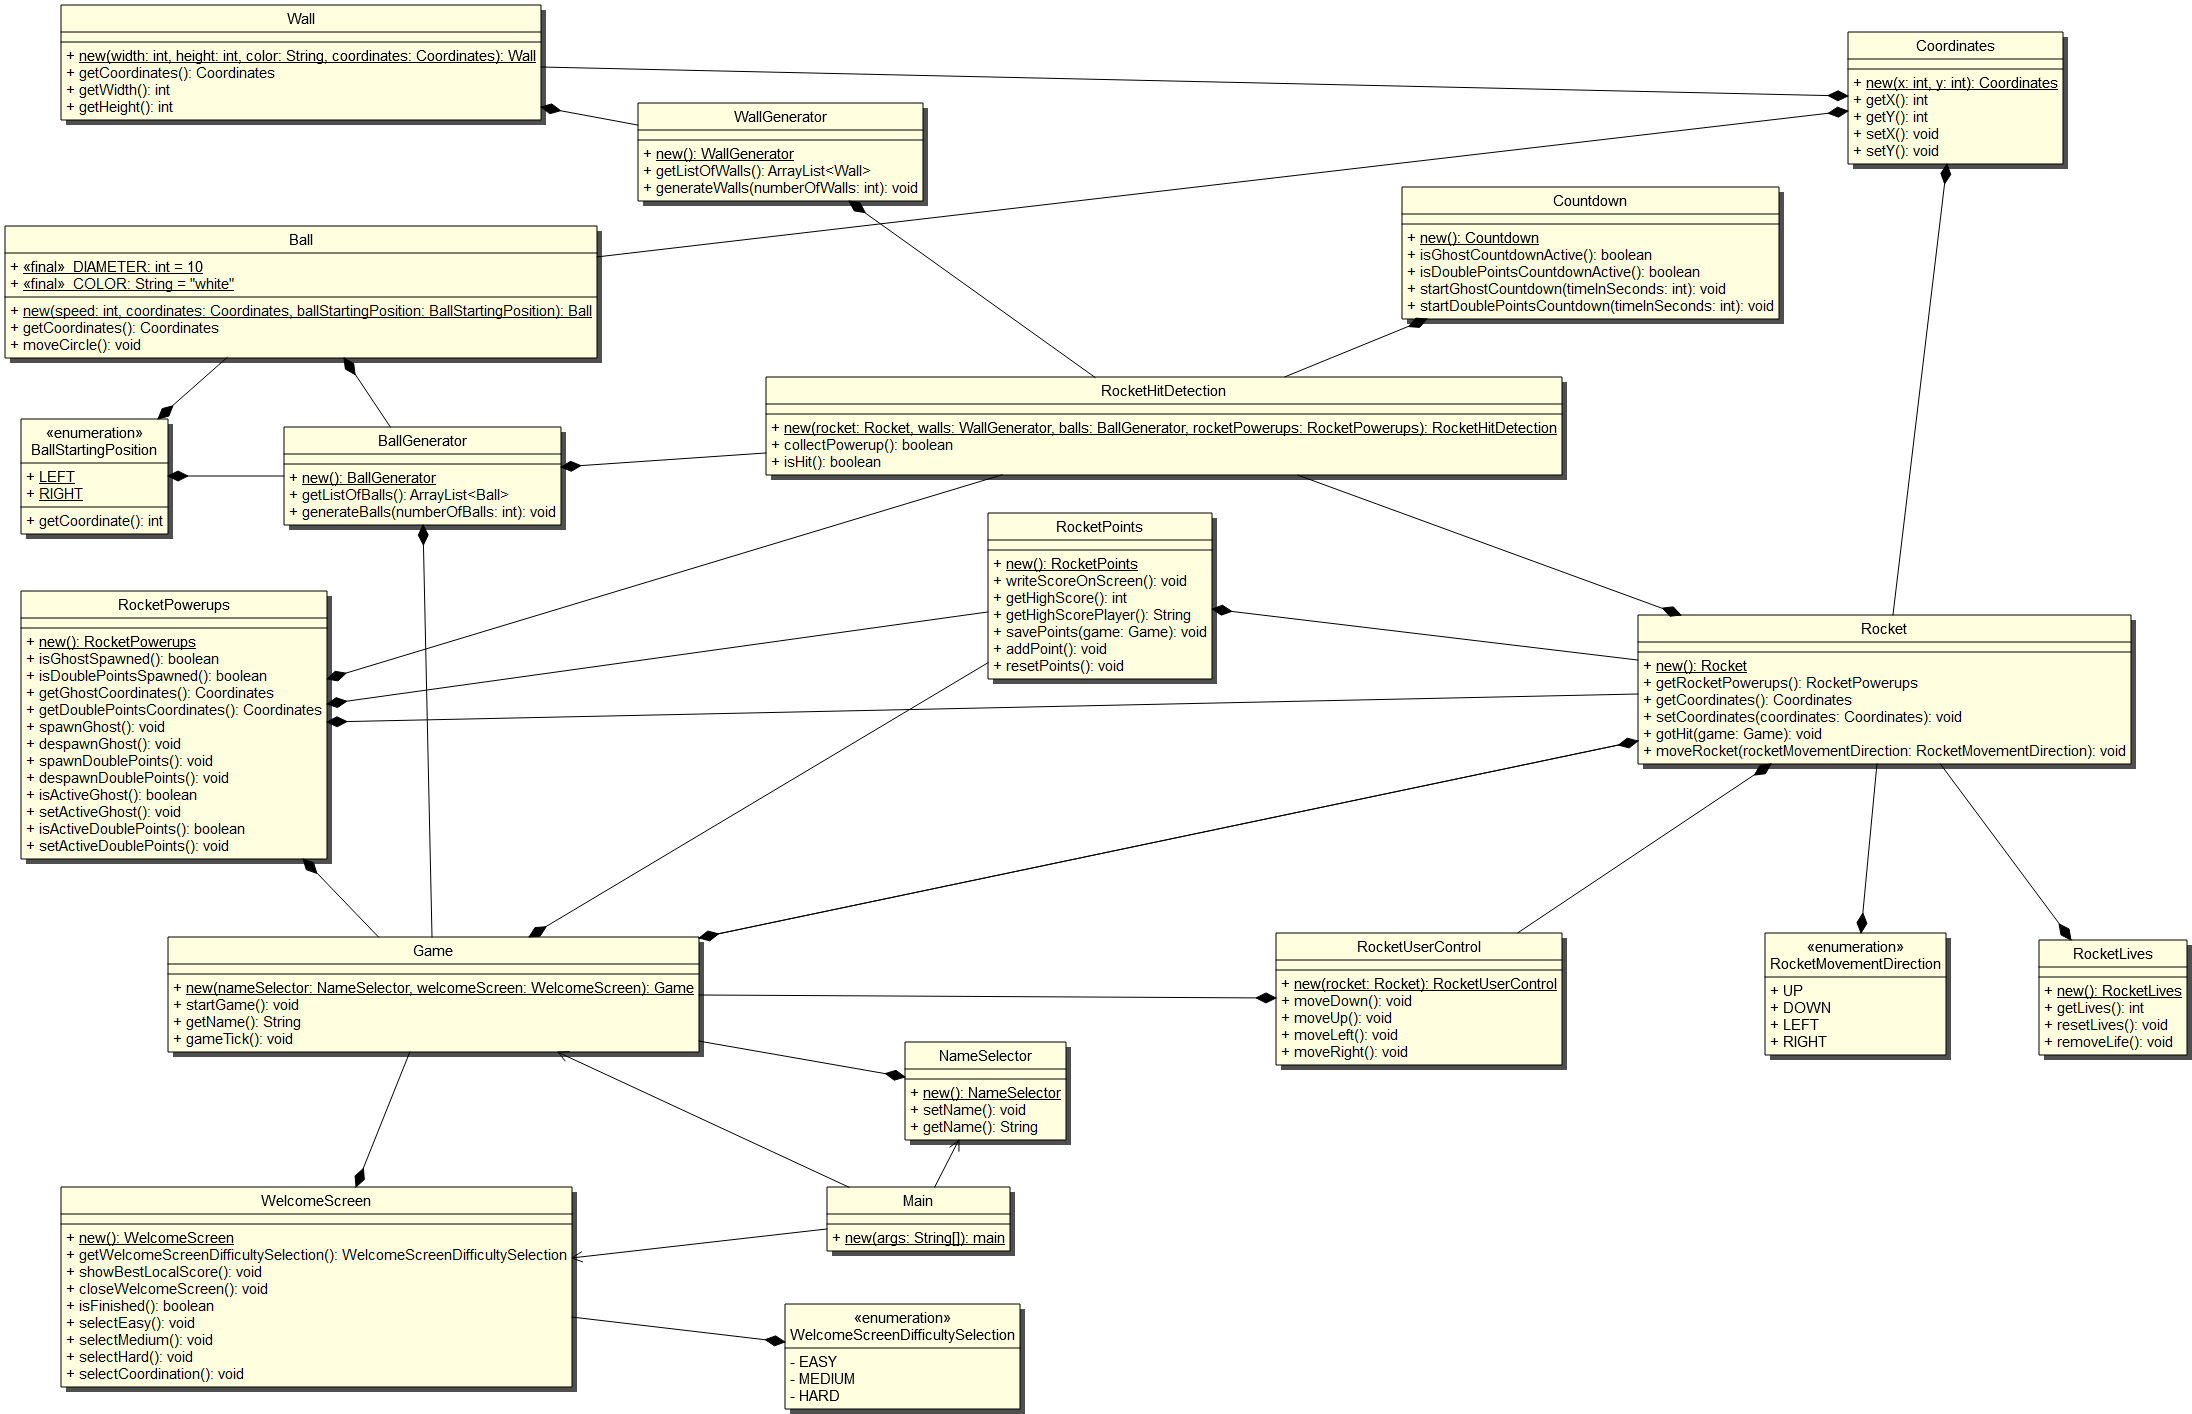 Wall
+ new(width: int, height: int, color: String, coordinates: Coordinates): Wall
+ getCoordinates(): Coordinates
+ getWidth(): int
+ getHeight(): int
Coordinates
+ new(x: int, y: int): Coordinates
+ getX(): int
+ getY(): int
+ setX(): void
+ setY(): void
WallGenerator
+ new(): WallGenerator
+ getListOfWalls(): ArrayList<Wall>
+ generateWalls(numberOfWalls: int): void
Countdown
+ new(): Countdown
+ isGhostCountdownActive(): boolean
+ isDoublePointsCountdownActive(): boolean
+ startGhostCountdown(timeInSeconds: int): void
+ startDoublePointsCountdown(timeInSeconds: int): void
Ball
+ «final» DIAMETER: int = 10
+ «final» COLOR: String = "white"
+ new(speed: int, coordinates: Coordinates, ballStartingPosition: BallStartingPosition): Ball
+ getCoordinates(): Coordinates
+ moveCircle(): void
RocketHitDetection
+ new(rocket: Rocket, walls: WallGenerator, balls: BallGenerator, rocketPowerups: RocketPowerups): RocketHitDetection
+ collectPowerup(): boolean
+ isHit(): boolean
«enumeration»
BallStartingPosition
+ LEFT
+ RIGHT
+ getCoordinate(): int
BallGenerator
+ new(): BallGenerator
+ getListOfBalls(): ArrayList<Ball>
+ generateBalls(numberOfBalls: int): void
RocketPoints
+ new(): RocketPoints
+ writeScoreOnScreen(): void
+ getHighScore(): int
+ getHighScorePlayer(): String
+ savePoints(game: Game): void
+ addPoint(): void
+ resetPoints(): void
RocketPowerups
+ new(): RocketPowerups
+ isGhostSpawned(): boolean
+ isDoublePointsSpawned(): boolean
+ getGhostCoordinates(): Coordinates
+ getDoublePointsCoordinates(): Coordinates
+ spawnGhost(): void
+ despawnGhost(): void
+ spawnDoublePoints(): void
+ despawnDoublePoints(): void
+ isActiveGhost(): boolean
+ setActiveGhost(): void
+ isActiveDoublePoints(): boolean
+ setActiveDoublePoints(): void
Rocket
+ new(): Rocket
+ getRocketPowerups(): RocketPowerups
+ getCoordinates(): Coordinates
+ setCoordinates(coordinates: Coordinates): void
+ gotHit(game: Game): void
+ moveRocket(rocketMovementDirection: RocketMovementDirection): void
Game
+ new(nameSelector: NameSelector, welcomeScreen: WelcomeScreen): Game
+ startGame(): void
+ getName(): String
+ gameTick(): void
RocketUserControl
+ new(rocket: Rocket): RocketUserControl
+ moveDown(): void
+ moveUp(): void
+ moveLeft(): void
+ moveRight(): void
«enumeration»
RocketMovementDirection
+ UP
+ DOWN
+ LEFT
+ RIGHT
RocketLives
+ new(): RocketLives
+ getLives(): int
+ resetLives(): void
+ removeLife(): void
NameSelector
+ new(): NameSelector
+ setName(): void
+ getName(): String
WelcomeScreen
+ new(): WelcomeScreen
+ getWelcomeScreenDifficultySelection(): WelcomeScreenDifficultySelection
+ showBestLocalScore(): void
+ closeWelcomeScreen(): void
+ isFinished(): boolean
+ selectEasy(): void
+ selectMedium(): void
+ selectHard(): void
+ selectCoordination(): void
Main
+ new(args: String[]): main
«enumeration»
WelcomeScreenDifficultySelection
- EASY
- MEDIUM
- HARD